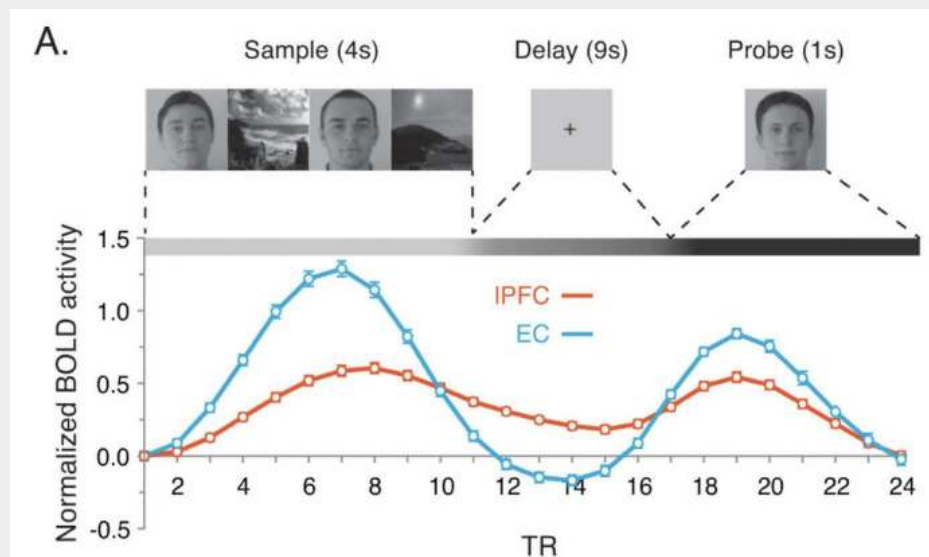 A.
Sample (4s) Delay (9s) Probe (1s)
+
1.5
1.0
0.5
0.0
-0.5
Normalized BOLD activity
lPFC
EC
2 4 6 8 10 12 14 16 18 20 22 24
TR